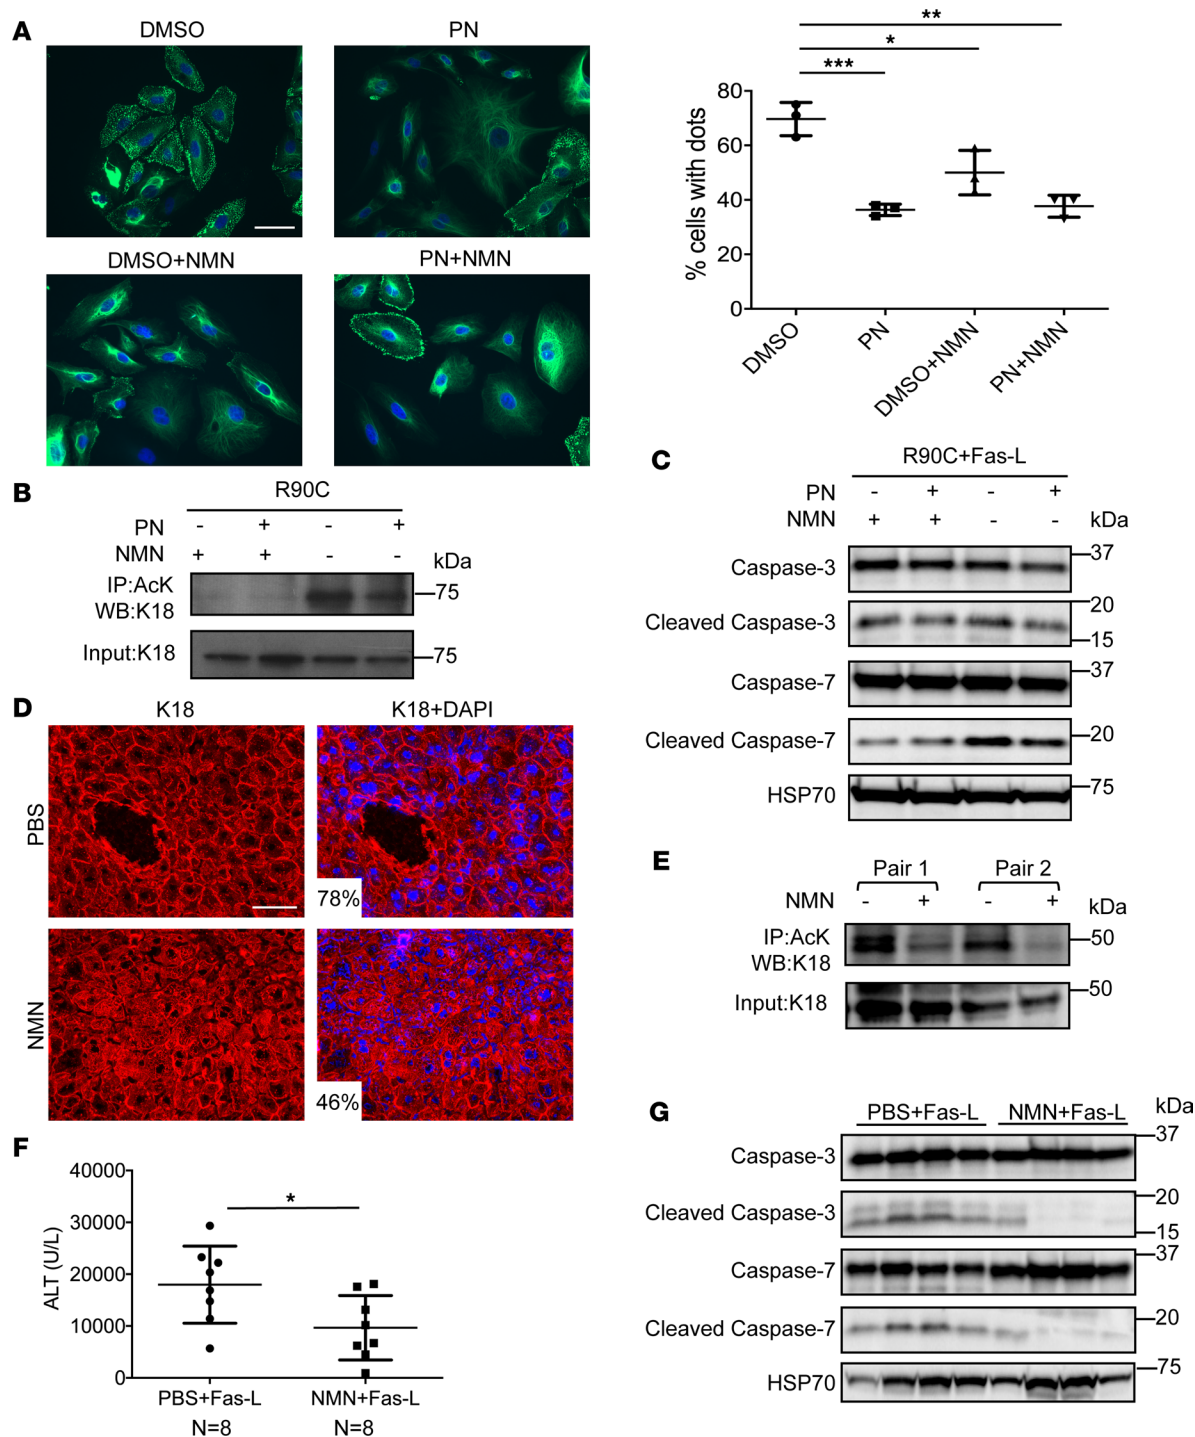 A
DMSO
PN
DMSO+NMN
PN+NMN
**
*
***
% cells with dots
80
60
40
20
0
DMSO
PN
DMSO+NMN
PN+NMN
B
R90C
PN - + - +
NMN + + - -
kDa
IP:AcK
WB:K18
75
Input:K18
75
C
R90C+Fas-L
PN - + - +
NMN + + - - kDa
Caspase-3
37
Cleaved Caspase-3
20
15
Caspase-7
37
Cleaved Caspase-7
20
HSP70
75
D
K18
K18+DAPI
PBS
78%
NMN
46%
E
Pair 1 Pair 2
NMN - + - + kDa
IP:AcK
WB:K18
50
Input:K18
50
F
ALT (U/L)
40000
30000
20000
10000
0
*
PBS+Fas-L NMN+Fas-L
N=8 N=8
G
PBS+Fas-L NMN+Fas-L kDa
Caspase-3
37
Cleaved Caspase-3
20
15
Caspase-7
37
Cleaved Caspase-7
20
HSP70
75